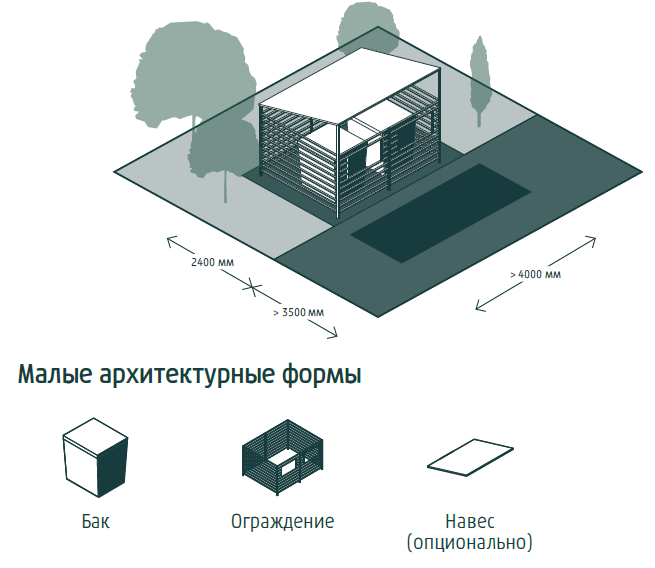 2400 мм
> 3500 мм
> 4000 мм
Малые архитектурные формы
Бак
Ограждение
Навес
(опционально)